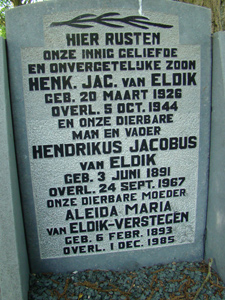 HIER RUSTEN
ONZE INNIG GELIEFDE
EN ONVERGETELIJKE ZOON
HENK. JAC. VAN ELDIK
GEB. 20 MAART 1926
OVERL. 5 OCT. 1944
EN ONZE DIERBARE
MAN EN VADER
HENDRIKUS JACOBUS
VAN ELDIK
GEB. 3 JUNI 1891
OVERL. 24 SEPT. 1967
ONZE DIERBARE MOEDER
ALEIDA MARIA
VAN ELDIK-VERSTEGEN
GEB. 6 FEBR. 1893
OVERL. 1 DEC. 1985